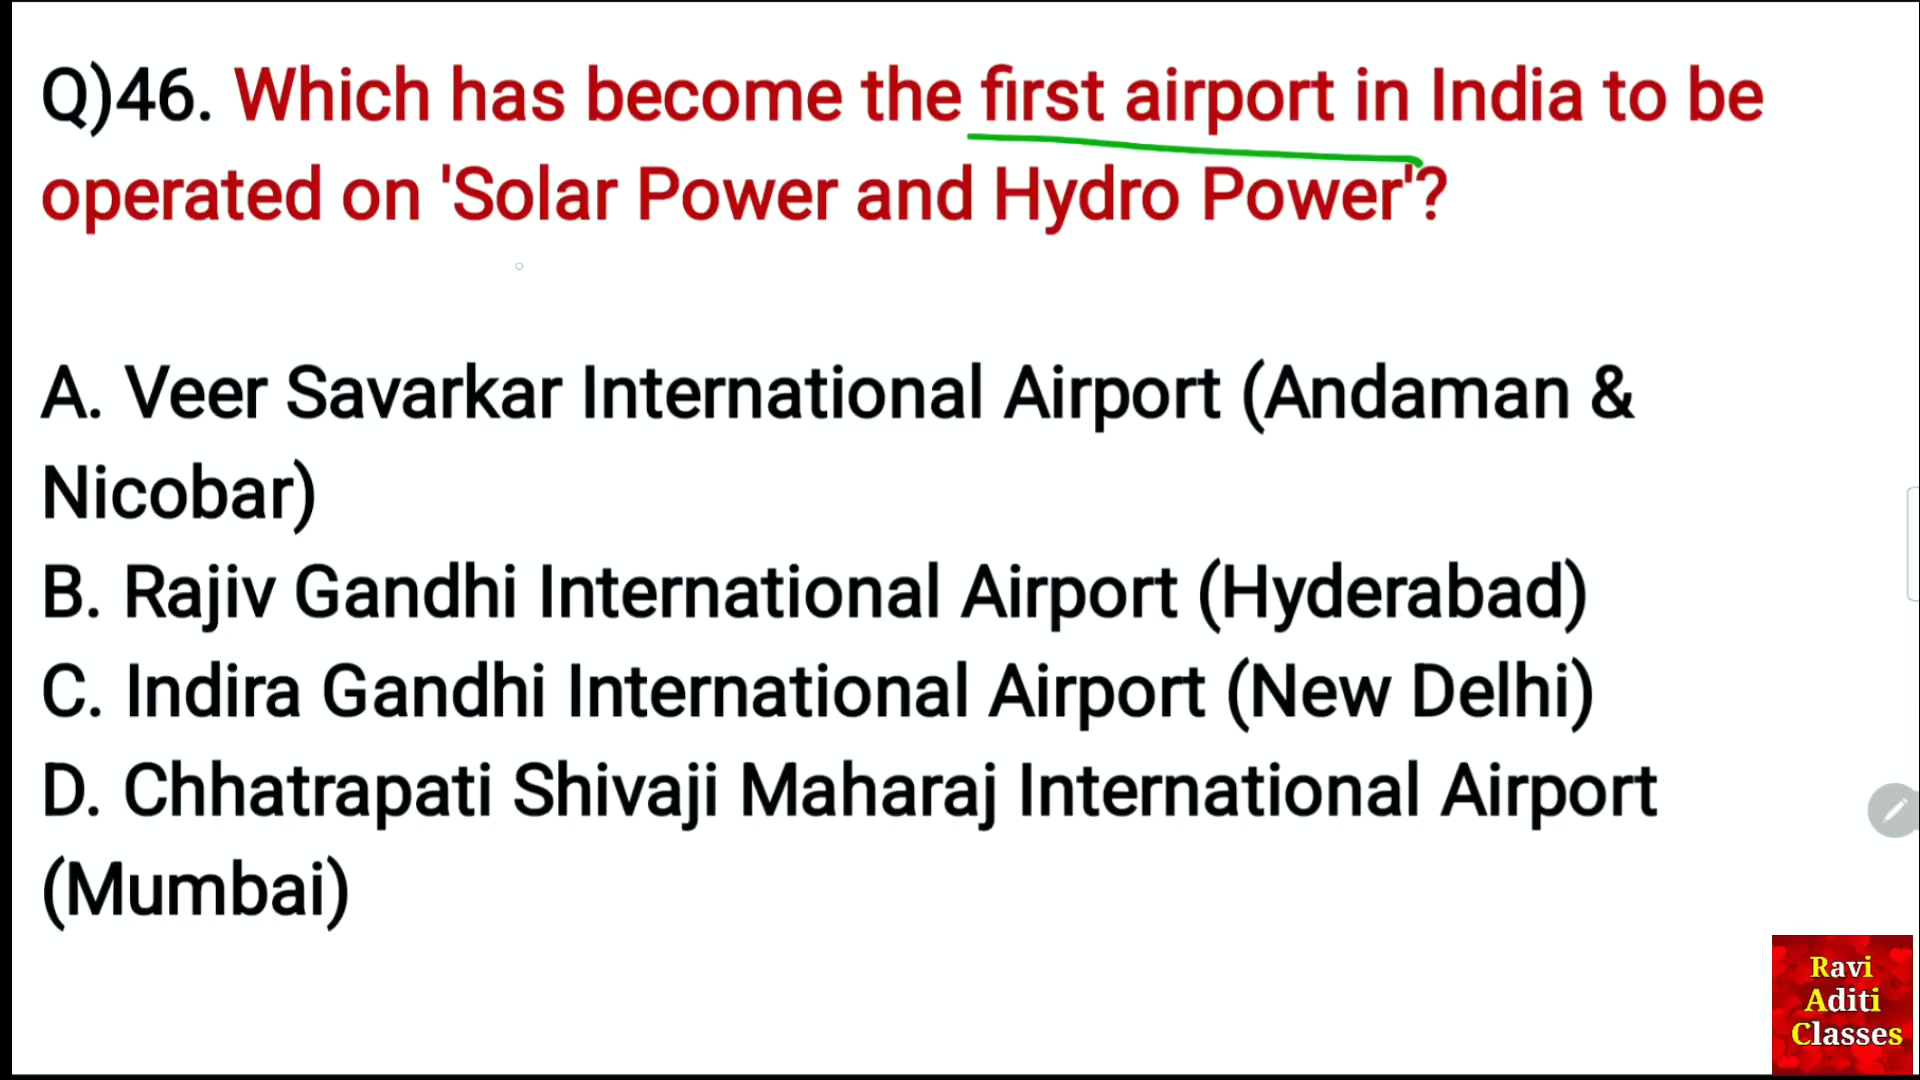 Q)46. Which has become the first airport in India to be
operated on 'Solar Power and Hydro Power'?
A. Veer Savarkar International Airport (Andaman &
Nicobar)
B. Rajiv Gandhi International Airport (Hyderabad)
C. Indira Gandhi International Airport (New Delhi)
D. Chhatrapati Shivaji Maharaj International Airport
(Mumbai)
Ravi
Aditi
Classes